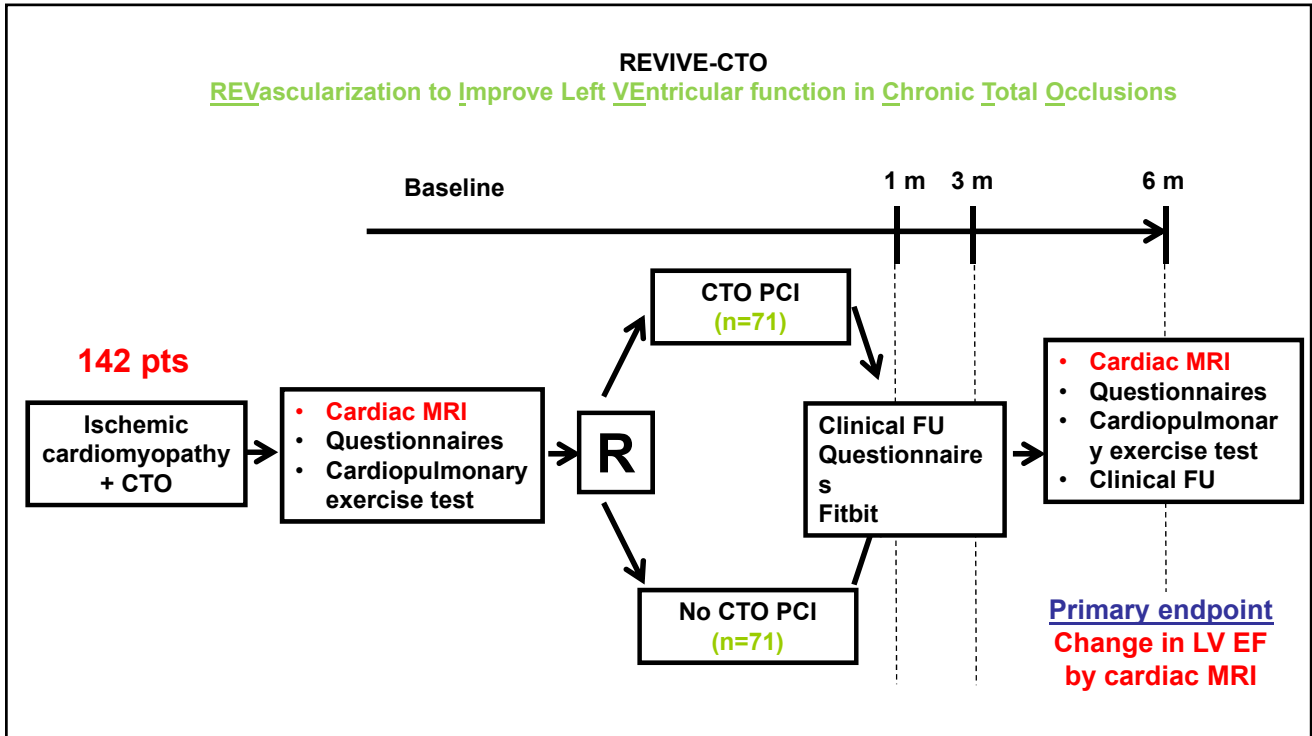 REVIVE-CTO
REVascularization to Improve Left VEntricular function in Chronic Total Occlusions
Baseline
1 m
3 m
6 m
142 pts
Ischemic
cardiomyopathy
+ CTO
• Cardiac MRI
• Questionnaires
• Cardiopulmonary
exercise test
R
CTO PCI
(n=71)
No CTO PCI
(n=71)
Clinical FU
Questionnaire
s
Fitbit
• Cardiac MRI
• Questionnaires
• Cardiopulmonar
y exercise test
• Clinical FU
Primary endpoint
Change in LV EF
by cardiac MRI